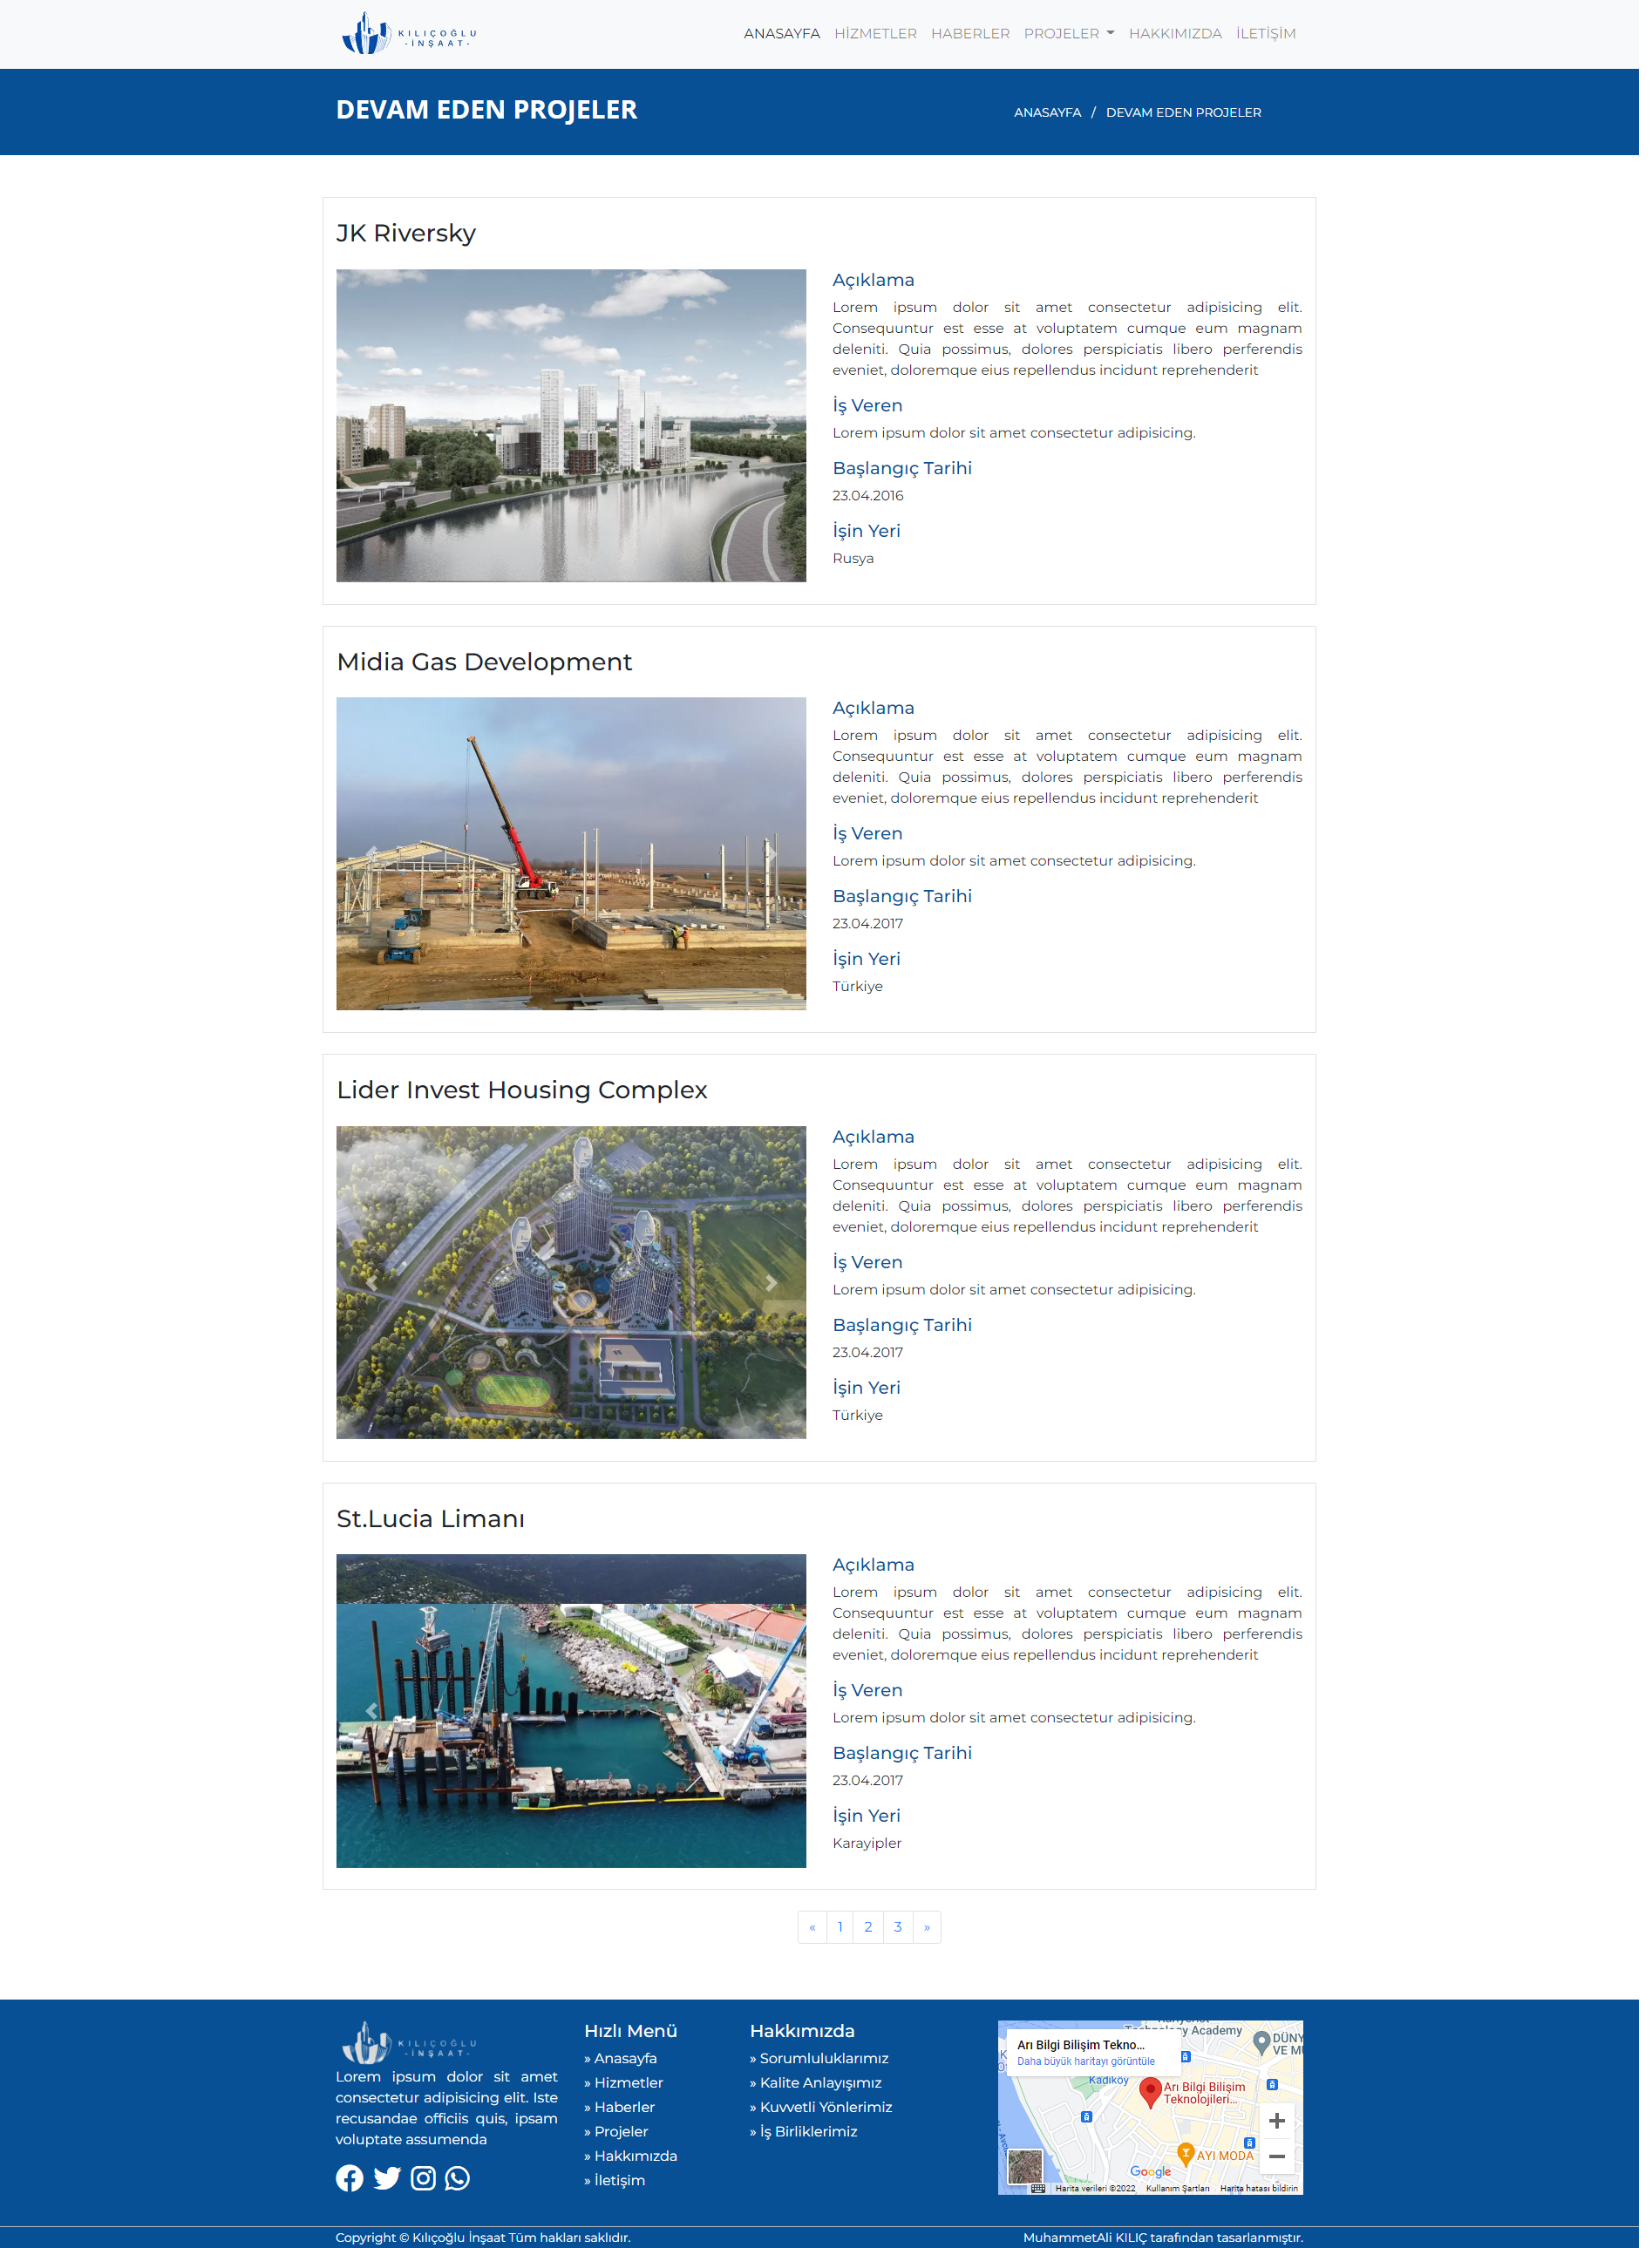 KILIÇOĞLU
-İNŞAAT-
ANASAYFA HİZMETLER HABERLER PROJELER HAKKIMIZDA İLETİŞİM
DEVAM EDEN PROJELER
ANASAYFA / DEVAM EDEN PROJELER
JK Riversky
Açıklama
Lorem ipsum dolor sit amet consectetur adipisicing elit.
Consequuntur est esse at voluptatem cumque eum magnam
deleniti. Quia possimus, dolores perspiciatis libero perferendis
eveniet, doloremque eius repellendus incidunt reprehenderit
İş Veren
Lorem ipsum dolor sit amet consectetur adipisicing.
Başlangıç Tarihi
23.04.2016
İşin Yeri
Rusya
Midia Gas Development
Açıklama
Lorem ipsum dolor sit amet consectetur adipisicing elit.
Consequuntur est esse at voluptatem cumque eum magnam
deleniti. Quia possimus, dolores perspiciatis libero perferendis
eveniet, doloremque eius repellendus incidunt reprehenderit
İş Veren
Lorem ipsum dolor sit amet consectetur adipisicing.
Başlangıç Tarihi
23.04.2017
İşin Yeri
Türkiye
Lider Invest Housing Complex
Açıklama
Lorem ipsum dolor sit amet consectetur adipisicing elit.
Consequuntur est esse at voluptatem cumque eum magnam
deleniti. Quia possimus, dolores perspiciatis libero perferendis
eveniet, doloremque eius repellendus incidunt reprehenderit
İş Veren
Lorem ipsum dolor sit amet consectetur adipisicing.
Başlangıç Tarihi
23.04.2017
İşin Yeri
Türkiye
St.Lucia Limanı
Açıklama
Lorem ipsum dolor sit amet consectetur adipisicing elit.
Consequuntur est esse at voluptatem cumque eum magnam
deleniti. Quia possimus, dolores perspiciatis libero perferendis
eveniet, doloremque eius repellendus incidunt reprehenderit
İş Veren
Lorem ipsum dolor sit amet consectetur adipisicing.
Başlangıç Tarihi
23.04.2017
İşin Yeri
Karayipler
« 1 2 3 »
KILIÇOĞLU
-İNŞAAT-
Lorem ipsum dolor sit amet
consectetur adipisicing elit. Iste
recusandae officiis quis, ipsam
voluptate assumenda
Hızlı Menü
» Anasayfa
» Hizmetler
» Haberler
» Projeler
» Hakkımızda
» İletişim
Hakkımızda
» Sorumluluklarımız
» Kalite Anlayışımız
» Kuvvetli Yönlerimiz
» İş Birliklerimiz
Academy
Arı Bilgi Bilişim Tekno...
Daha büyük haritayı görüntüle
Kadıköy
Arı Bilgi Bilişim
Teknolojileri...
AYI MODA
Google
Harita verileri ©2022 Kullanım Şartları Harita hatası bildirin
Copyright © Kılıçoğlu İnşaat Tüm hakları saklıdır.
MuhammetAli KILIÇ tarafından tasarlanmıştır.